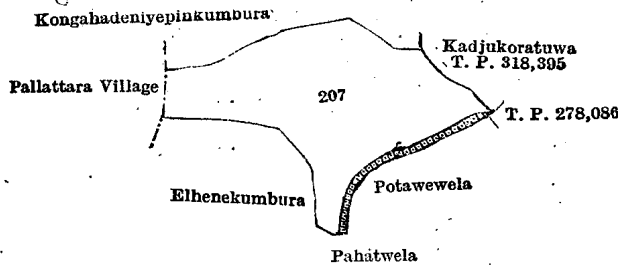 Kongahadeniyepinkumbura
Kadjukoratuwa
T. P. 318,395
Pallattara Village
207
T. P. 278,086
Elhenekumbura
Potawewela
Pahatwela